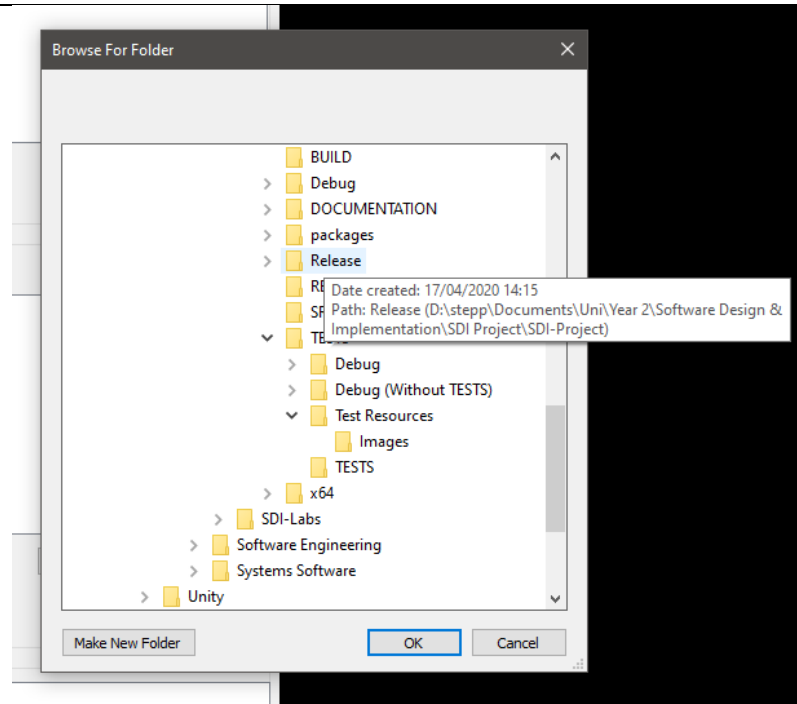 Browse For Folder
BUILD
Debug
DOCUMENTATION
packages
Release
Date created: 17/04/2020 14:15
Path: Release (D:\stepp\Documents\Uni\Year 2\Software Design &
Implementation\SDI Project\SDI-Project)
Debug
Debug (Without TESTS)
Test Resources
Images
TESTS
x64
SDI-Labs
Software Engineering
Systems Software
Unity
Make New Folder
OK
Cancel